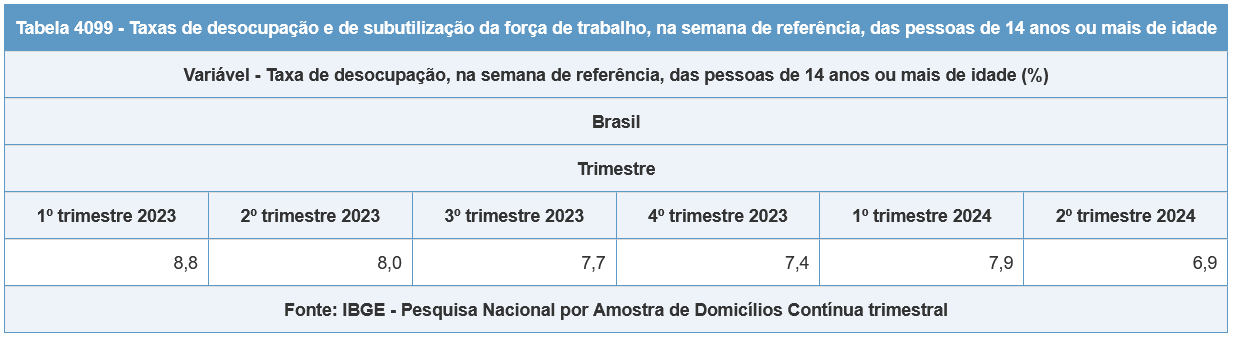 Tabela 4099 - Taxas de desocupação e de subutilização da força de trabalho, na semana de referência, das pessoas de 14 anos ou mais de idade
Variável - Taxa de desocupação, na semana de referência, das pessoas de 14 anos ou mais de idade (%)
Brasil
Trimestre
1º trimestre 2023 2º trimestre 2023 3º trimestre 2023 4º trimestre 2023 1º trimestre 2024 2º trimestre 2024
8,8 8,0 7,7 7,4 7,9 6,9
Fonte: IBGE - Pesquisa Nacional por Amostra de Domicílios Contínua trimestral